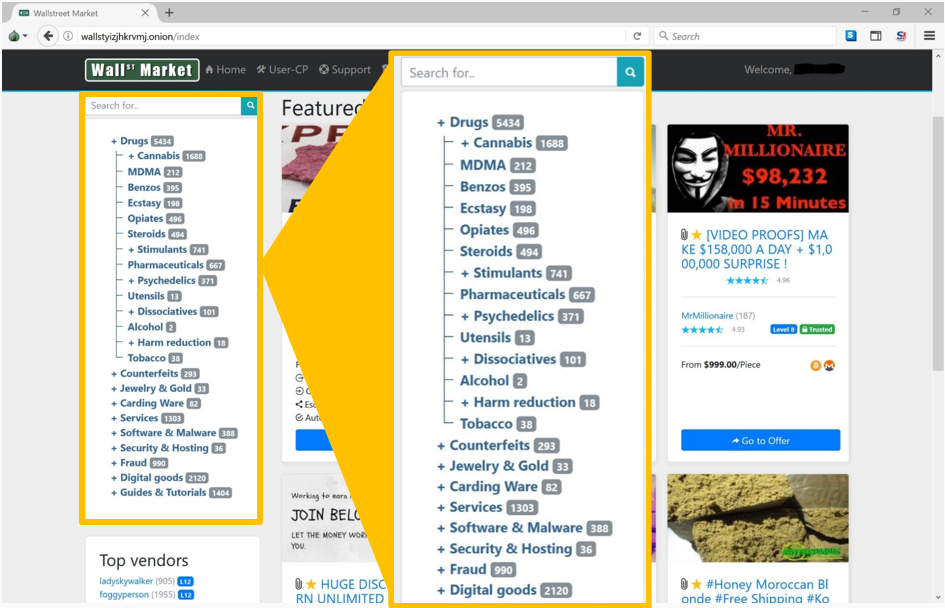 Wallstreet Market
wallstyizjhkrvmj.onion/index
Search
Wall ST Market
Home
User-CP
Support
Welcome,
Search for..
+ Drugs 5434
+ Cannabis 1688
MDMA 212
Benzos 395
Ecstasy 198
Opiates 496
Steroids 494
+ Stimulants 741
Pharmaceuticals 667
+ Psychedelics 371
Utensils 13
+ Dissociatives 101
Alcohol 2
+ Harm reduction 18
Tobacco 38
+ Counterfeits 293
+ Jewelry & Gold 33
+ Carding Ware 82
+ Services 1303
+ Software & Malware 388
+ Security & Hosting 36
+ Fraud 990
+ Digital goods 2120
+ Guides & Tutorials 1404
Top vendors
ladyskywalker (905) L12
foggyperson (1955) L12
Featured
Working to earn
JOIN BELO
LET THE MONEY WOR
YOU.
HUGE DISC
RN UNLIMITED
Search for..
+ Drugs 5434
+ Cannabis 1688
MDMA 212
Benzos 395
Ecstasy 198
Opiates 496
Steroids 494
+ Stimulants 741
Pharmaceuticals 667
+ Psychedelics 371
Utensils 13
+ Dissociatives 101
Alcohol 2
+ Harm reduction 18
Tobacco 38
+ Counterfeits 293
+ Jewelry & Gold 33
+ Carding Ware 82
+ Services 1303
+ Software & Malware 388
+ Security & Hosting 36
+ Fraud 990
+ Digital goods 2120
MR.
MILLIONAIRE
$98,232
in 15 Minutes
[VIDEO PROOFS] MA
KE $158,000 A DAY + $1,0
00,000 SURPRISE !
4.96
MrMillionaire (187)
4.93 Level 8 Trusted
From $999.00/Piece
Go to Offer
#Honey Moroccan Bl
onde #Free Shipping #Ko